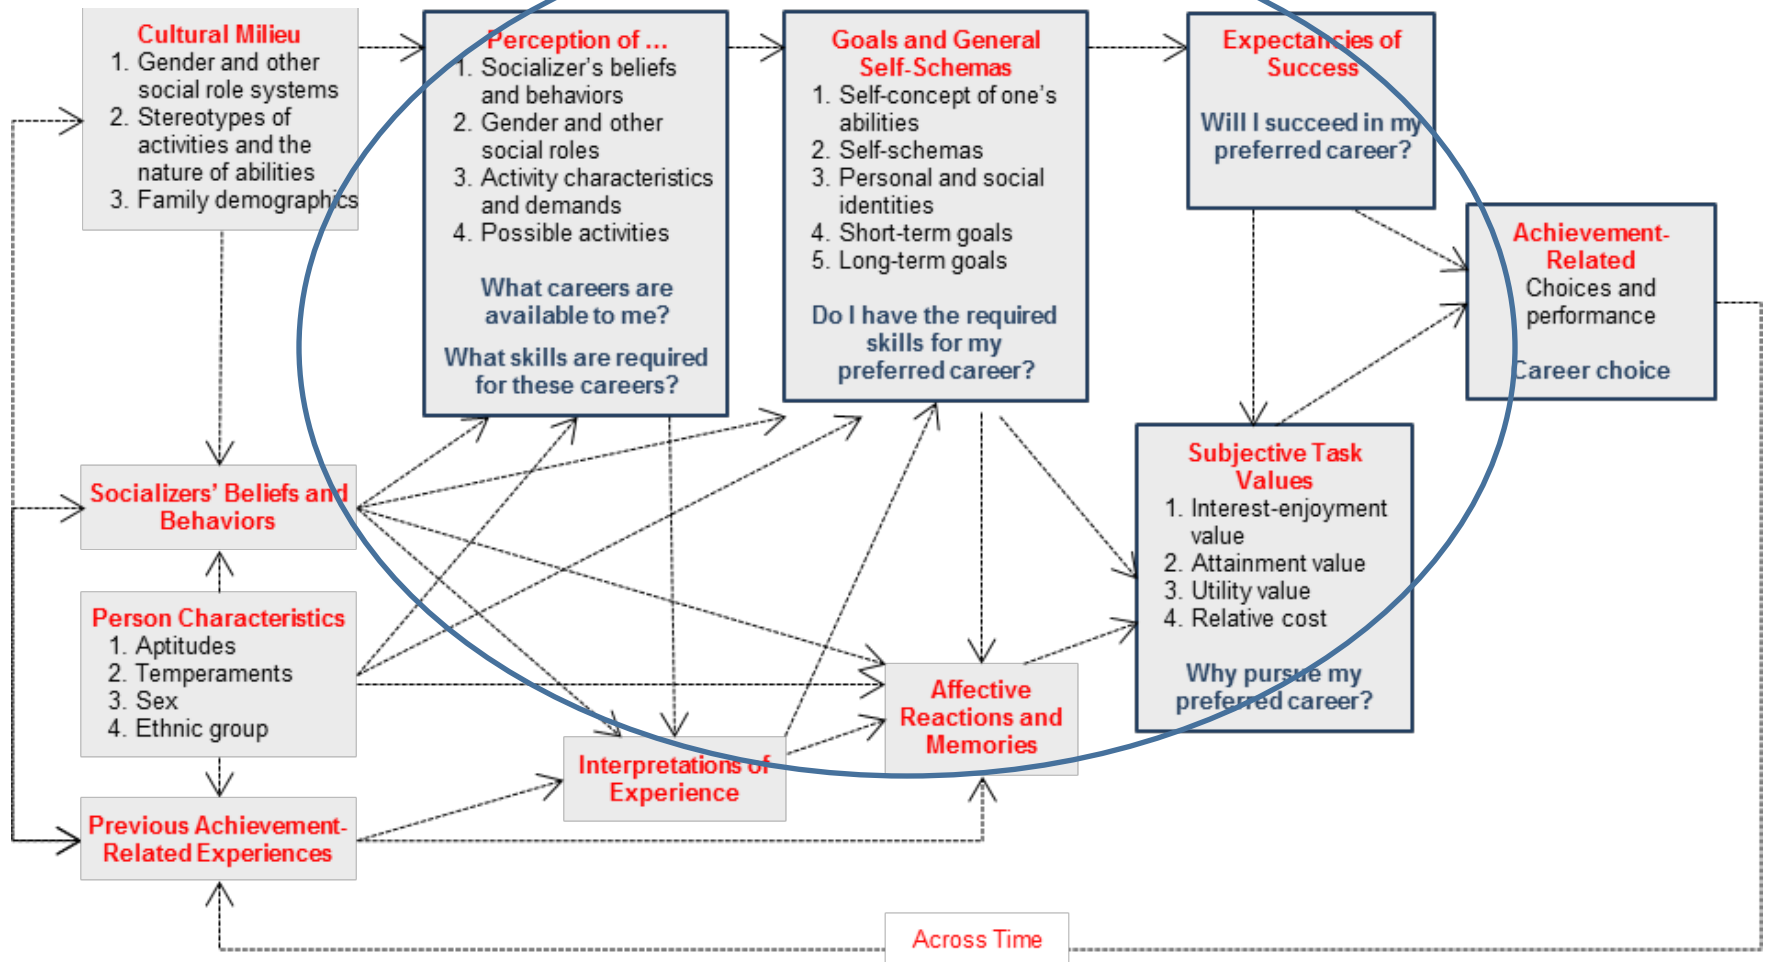 Cultural Milieu
1. Gender and other
social role systems
2. Stereotypes of
activities and the
nature of abilities
3. Family demographics
Perception of ...
1. Socializer's beliefs
and behaviors
2. Gender and other
social roles
3. Activity characteristics
and demands
4. Possible activities
What careers are
available to me?
What skills are required
for these careers?
Goals and General
Self-Schemas
1. Self-concept of one's
abilities
2. Self-schemas
3. Personal and social
identities
4. Short-term goals
5. Long-term goals
Do I have the required
skills for my
preferred career?
Expectancies of
Success
Will I succeed in my
preferred career?
Achievement-
Related
Choices and
performance
Career choice
Socializers' Beliefs and
Behaviors
Person Characteristics
1. Aptitudes
2. Temperaments
3. Sex
4. Ethnic group
Previous Achievement-
Related Experiences
Interpretations of
Experience
Affective
Reactions and
Memories
Subjective Task
Values
1. Interest-enjoyment
value
2. Attainment value
3. Utility value
4. Relative cost
Why pursue my
preferred career?
Across Time